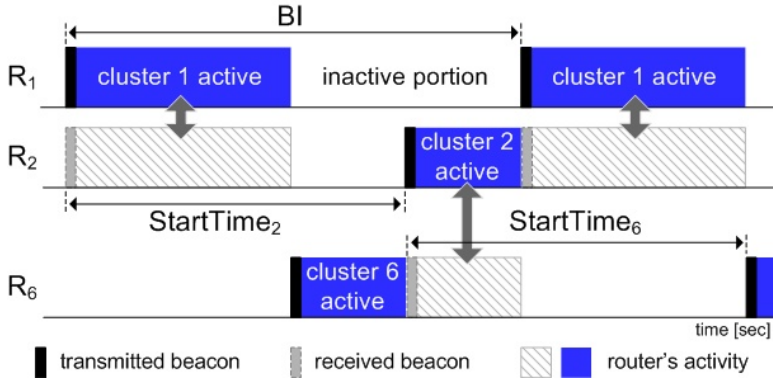 BI
R1 cluster 1 active inactive portion cluster 1 active
R2 cluster 2 active
StartTime2 StartTime6
R6 cluster 6 active
time [sec]
transmitted beacon received beacon router's activity